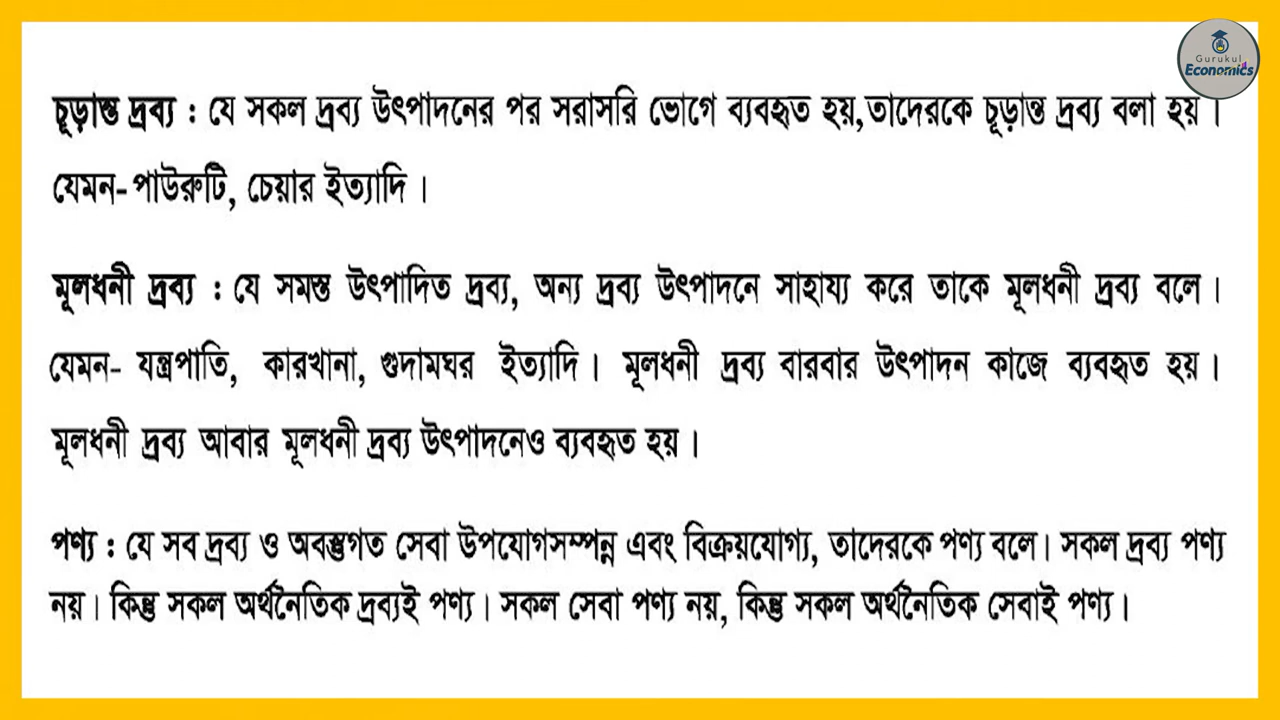 Gurukul
Economics
চূড়ান্ত দ্রব্য : যে সকল দ্রব্য উৎপাদনের পর সরাসরি ভোগে ব্যবহৃত হয়,তাদেরকে চূড়ান্ত দ্রব্য বলা হয় ।
যেমন- পাউরুটি, চেয়ার ইত্যাদি ।
মূলধনী দ্রব্য : যে সমস্ত উৎপাদিত দ্রব্য, অন্য দ্রব্য উৎপাদনে সাহায্য করে তাকে মূলধনী দ্রব্য বলে ।
যেমন- যন্ত্রপাতি, কারখানা, গুদামঘর ইত্যাদি । মূলধনী দ্রব্য বারবার উৎপাদন কাজে ব্যবহৃত হয় ।
মূলধনী দ্রব্য আবার মূলধনী দ্রব্য উৎপাদনেও ব্যবহৃত হয় ।
পণ্য : যে সব দ্রব্য ও অবস্তুগত সেবা উপযোগসম্পন্ন এবং বিক্রয়যোগ্য, তাদেরকে পণ্য বলে। সকল দ্রব্য পণ্য
নয়। কিন্তু সকল অর্থনৈতিক দ্রব্যই পণ্য। সকল সেবা পণ্য নয়, কিন্তু সকল অর্থনৈতিক সেবাই পণ্য।